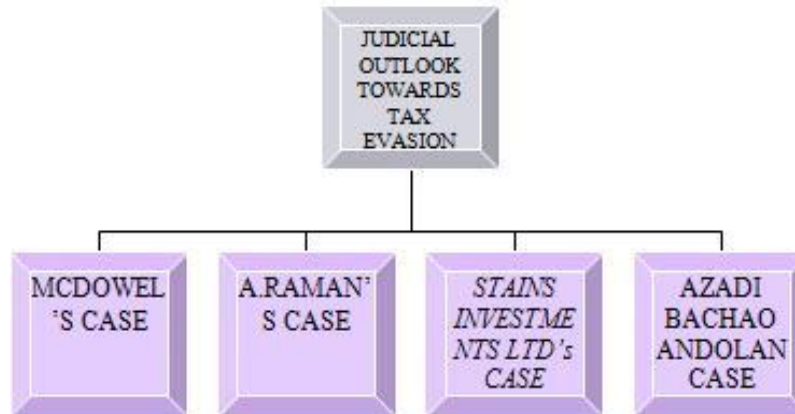 JUDICIAL
OUTLOOK
TOWARDS
TAX
EVASION
MCDOWEL
’S CASE
A.RAMAN’
S CASE
STAINS
INVESTME
NTS LTD’s
CASE
AZADI
BACHAO
ANDOLAN
CASE